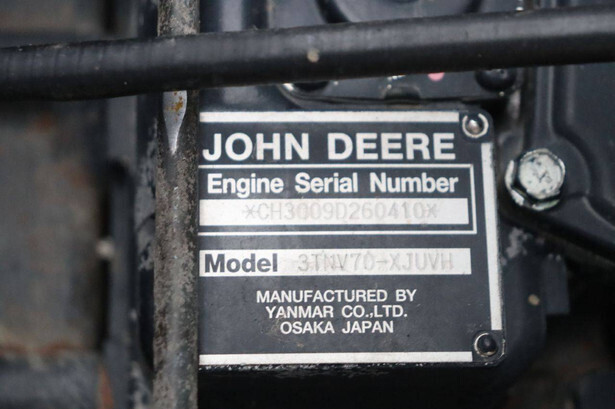 JOHN DEERE
Engine Serial Number
*CH3009D260410*
Model 3TNV70-XJUVH
MANUFACTURED BY
YANMAR CO.,LTD.
OSAKA JAPAN